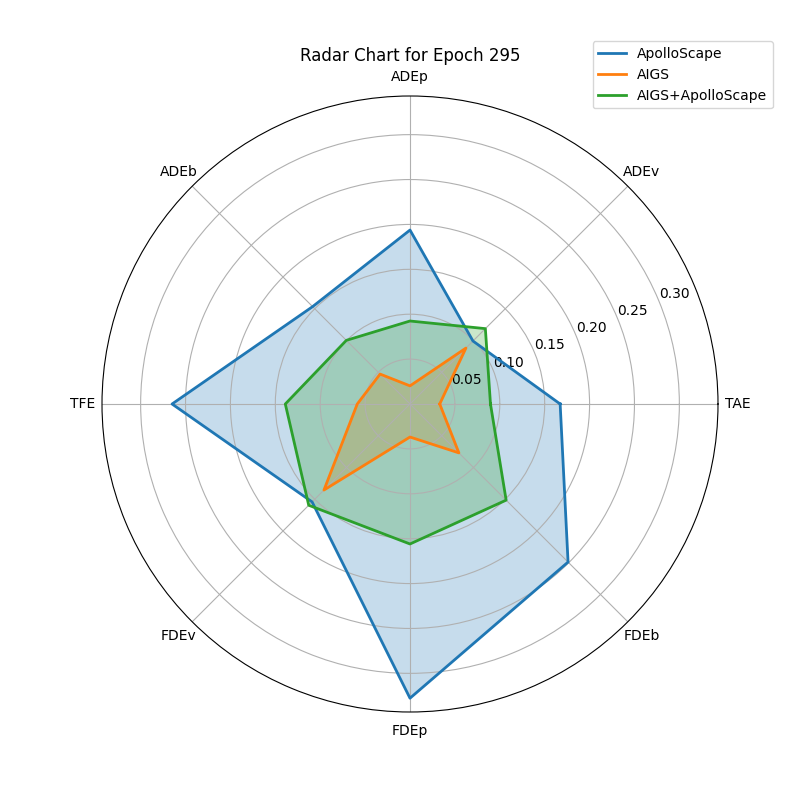 Radar Chart for Epoch 295
ApolloScape
AIGS
AIGS+ApolloScape
ADEp
ADEb
ADEv
0.30
0.25
0.20
0.15
0.10
0.05
TFE
TAE
FDEv
FDEb
FDEp